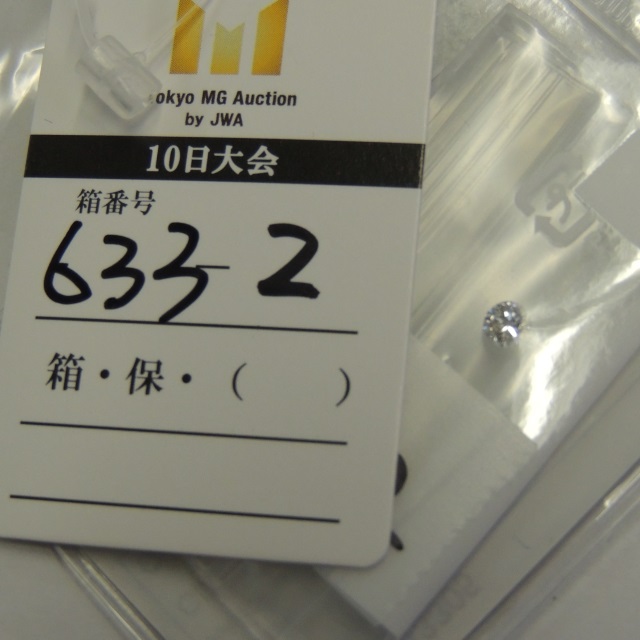 okyo MG Auction
by JWA
10日大会
箱番号
633-2
箱・保・（　　）